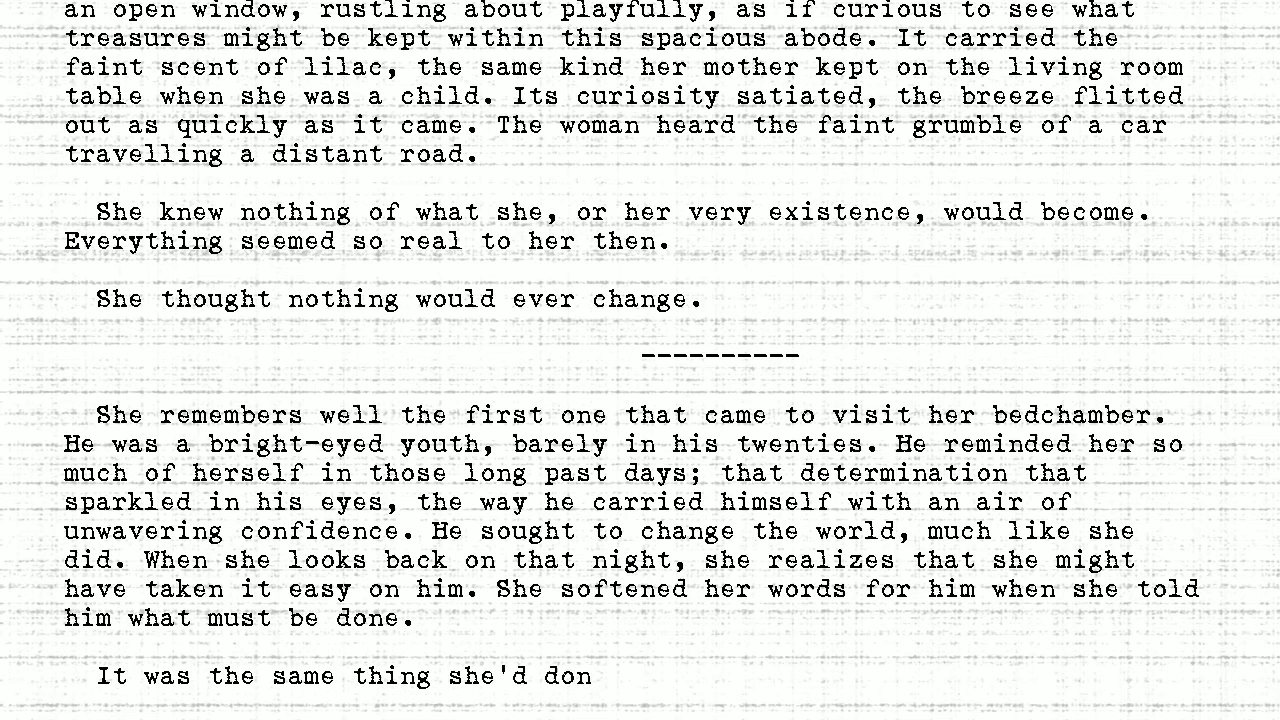 an open window, rustling about playfully, as if curious to see what
treasures might be kept within this spacious abode. It carried the
faint scent of lilac, the same kind her mother kept on the living room
table when she was a child. Its curiosity satiated, the breeze flitted
out as quickly as it came. The woman heard the faint grumble of a car
travelling a distant road.
She knew nothing of what she, or her very existence, would become.
Everything seemed so real to her then.
She thought nothing would ever change.
----------
She remembers well the first one that came to visit her bedchamber.
He was a bright-eyed youth, barely in his twenties. He reminded her so
much of herself in those long past days; that determination that
sparkled in his eyes, the way he carried himself with an air of
unwavering confidence. He sought to change the world, much like she
did. When she looks back on that night, she realizes that she might
have taken it easy on him. She softened her words for him when she told
him what must be done.
It was the same thing she'd don